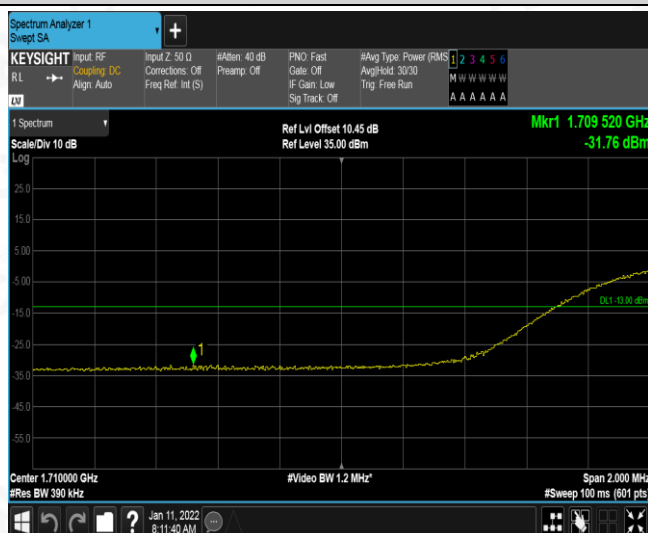 Spectrum Analyzer 1
Swept SA
+
KEYSIGHT
RL
Input: RF
Coupling: DC
Align: Auto
Input Z: 50 Ω
Corrections: Off
Freq Ref: Int (S)
#Atten: 40 dB
Preamp: Off
PNO: Fast
Gate: Off
IF Gain: Low
Sig Track: Off
#Avg Type: Power (RMS
Avg|Hold: 30/30
Trig: Free Run
1 2 3 4 5 6
M W W W W W
A A A A A A
LXI
1 Spectrum
Scale/Div 10 dB
Ref Lvl Offset 10.45 dB
Ref Level 35.00 dBm
Mkr1 1.709 520 GHz
-31.76 dBm
Log
25.0
15.0
5.00
-5.00
DL1 -13.00 dBm
-15.0
-25.0
1
-35.0
-45.0
-55.0
Center 1.710000 GHz
#Video BW 1.2 MHz*
Span 2.000 MHz
#Res BW 390 kHz
#Sweep 100 ms (601 pts)
?
Jan 11, 2022
8:11:40 AM